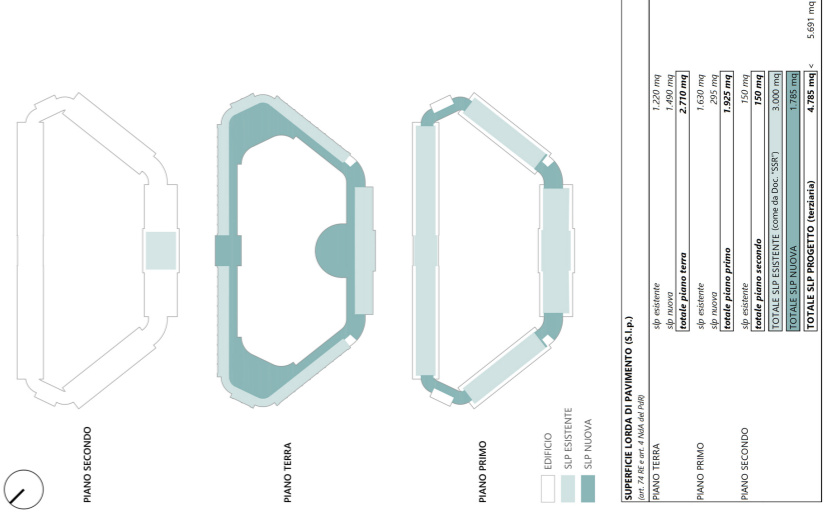 PIANO SECONDO
PIANO TERRA
PIANO PRIMO
EDIFICIO
SLP ESISTENTE
SLP NUOVA
SUPERFICIE LORDA DI PAVIMENTO (S.l.p.)
(art. 74 RE e art. 4 NdA del PdR)
PIANO TERRA slp esistente 1.220 mq
slp nuova 1.490 mq
totale piano terra 2.710 mq
PIANO PRIMO slp esistente 1.630 mq
slp nuova 295 mq
totale piano primo 1.925 mq
PIANO SECONDO slp esistente 150 mq
totale piano secondo 150 mq
TOTALE SLP ESISTENTE (come da Doc. "SSR") 3.000 mq
TOTALE SLP NUOVA 1.785 mq
TOTALE SLP PROGETTO (terziaria) 4.785 mq < 5.691 mq